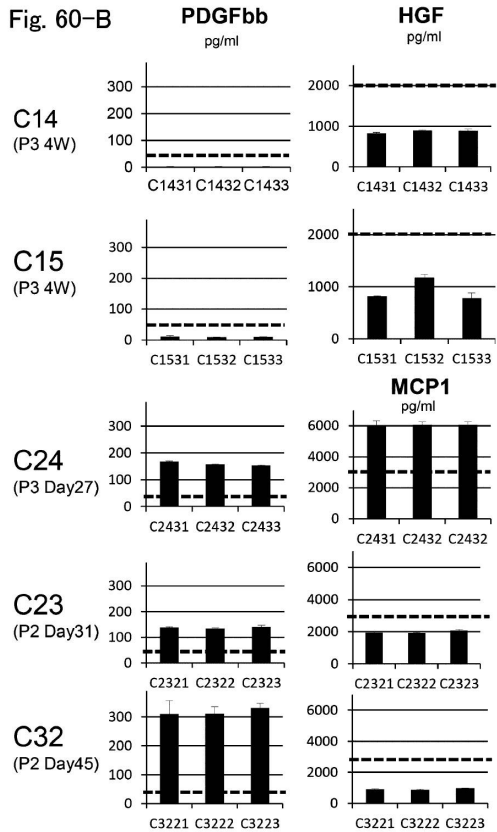 Fig. 60-B
PDGFbb
HGF
pg/ml
pg/ml
C14
(P3 4W)
300
200
100
0
C1431 C1432 C1433
2000
1000
0
C1431 C1432 C1433
C15
(P3 4W)
300
200
100
0
C1531 C1532 C1533
2000
1000
0
C1531 C1532 C1533
MCP1
pg/ml
C24
(P3 Day27)
300
200
100
0
C2431 C2432 C2433
6000
4000
2000
0
C2431 C2432 C2432
C23
(P2 Day31)
300
200
100
0
C2321 C2322 C2323
6000
4000
2000
0
C2321 C2322 C2323
C32
(P2 Day45)
300
200
100
0
C3221 C3222 C3223
6000
4000
2000
0
C3221 C3222 C3223